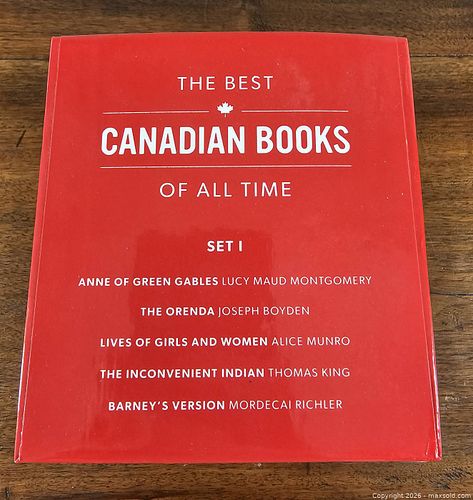 THE BEST
CANADIAN BOOKS
OF ALL TIME
SET I
ANNE OF GREEN GABLES LUCY MAUD MONTGOMERY
THE ORENDA JOSEPH BOYDEN
LIVES OF GIRLS AND WOMEN ALICE MUNRO
THE INCONVENIENT INDIAN THOMAS KING
BARNEY'S VERSION MORDECAI RICHLER
Copyright 2026 - maxsold.com